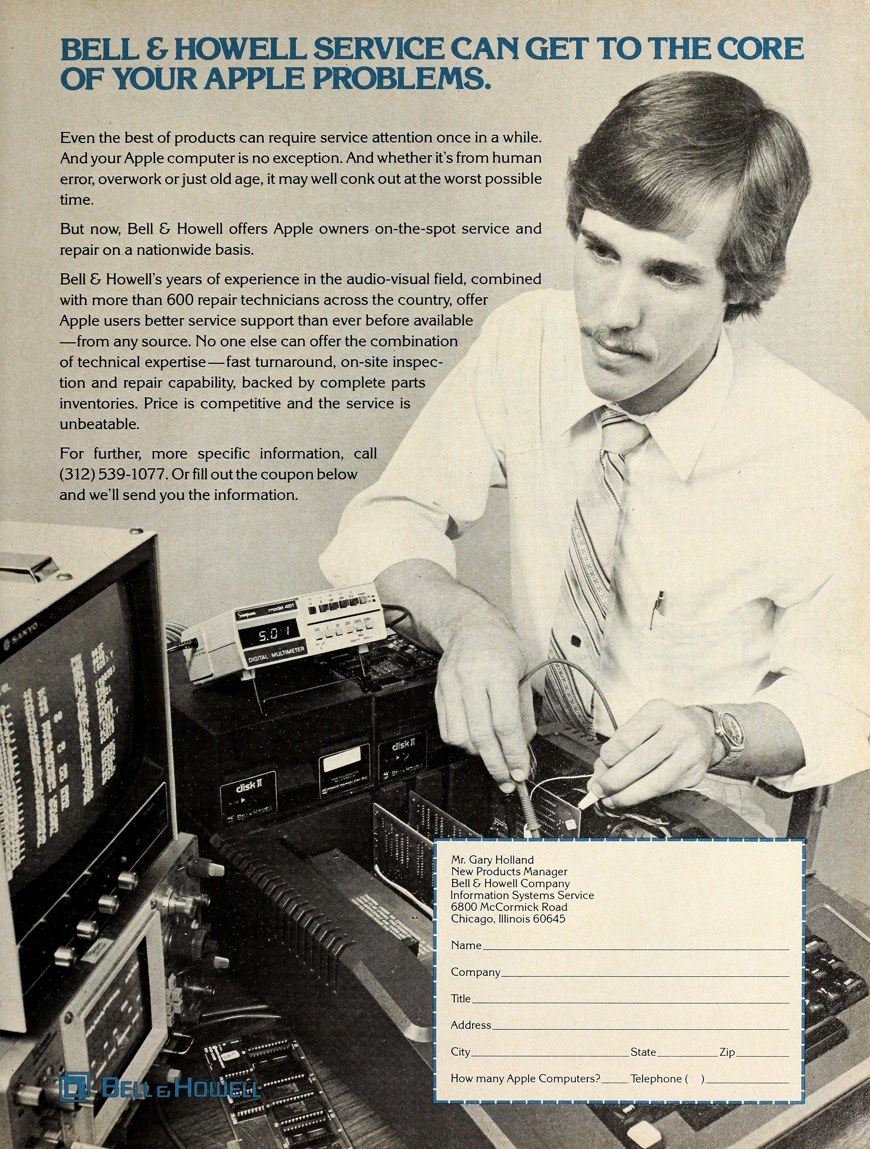 BELL & HOWELL SERVICE CAN GET TO THE CORE
OF YOUR APPLE PROBLEMS.
Even the best of products can require service attention once in a while.
And your Apple computer is no exception. And whether it's from human
error, overwork or just old age, it may well conk out at the worst possible
time.
But now, Bell & Howell offers Apple owners on-the-spot service and
repair on a nationwide basis.
Bell & Howell's years of experience in the audio-visual field, combined
with more than 600 repair technicians across the country, offer
Apple users better service support than ever before available
—from any source. No one else can offer the combination
of technical expertise—fast turnaround, on-site inspec-
tion and repair capability, backed by complete parts
inventories. Price is competitive and the service is
unbeatable.
For further, more specific information, call
(312) 539-1077. Or fill out the coupon below
and we'll send you the information.
SANYO
Simpson model 461
5.01
DIGITAL MULTIMETER
disk II
disk II
Bell & Howell
Mr. Gary Holland
New Products Manager
Bell & Howell Company
Information Systems Service
6800 McCormick Road
Chicago, Illinois 60645
Name
Company
Title
Address
City State Zip
How many Apple Computers? Telephone ( )
BELL & HOWELL